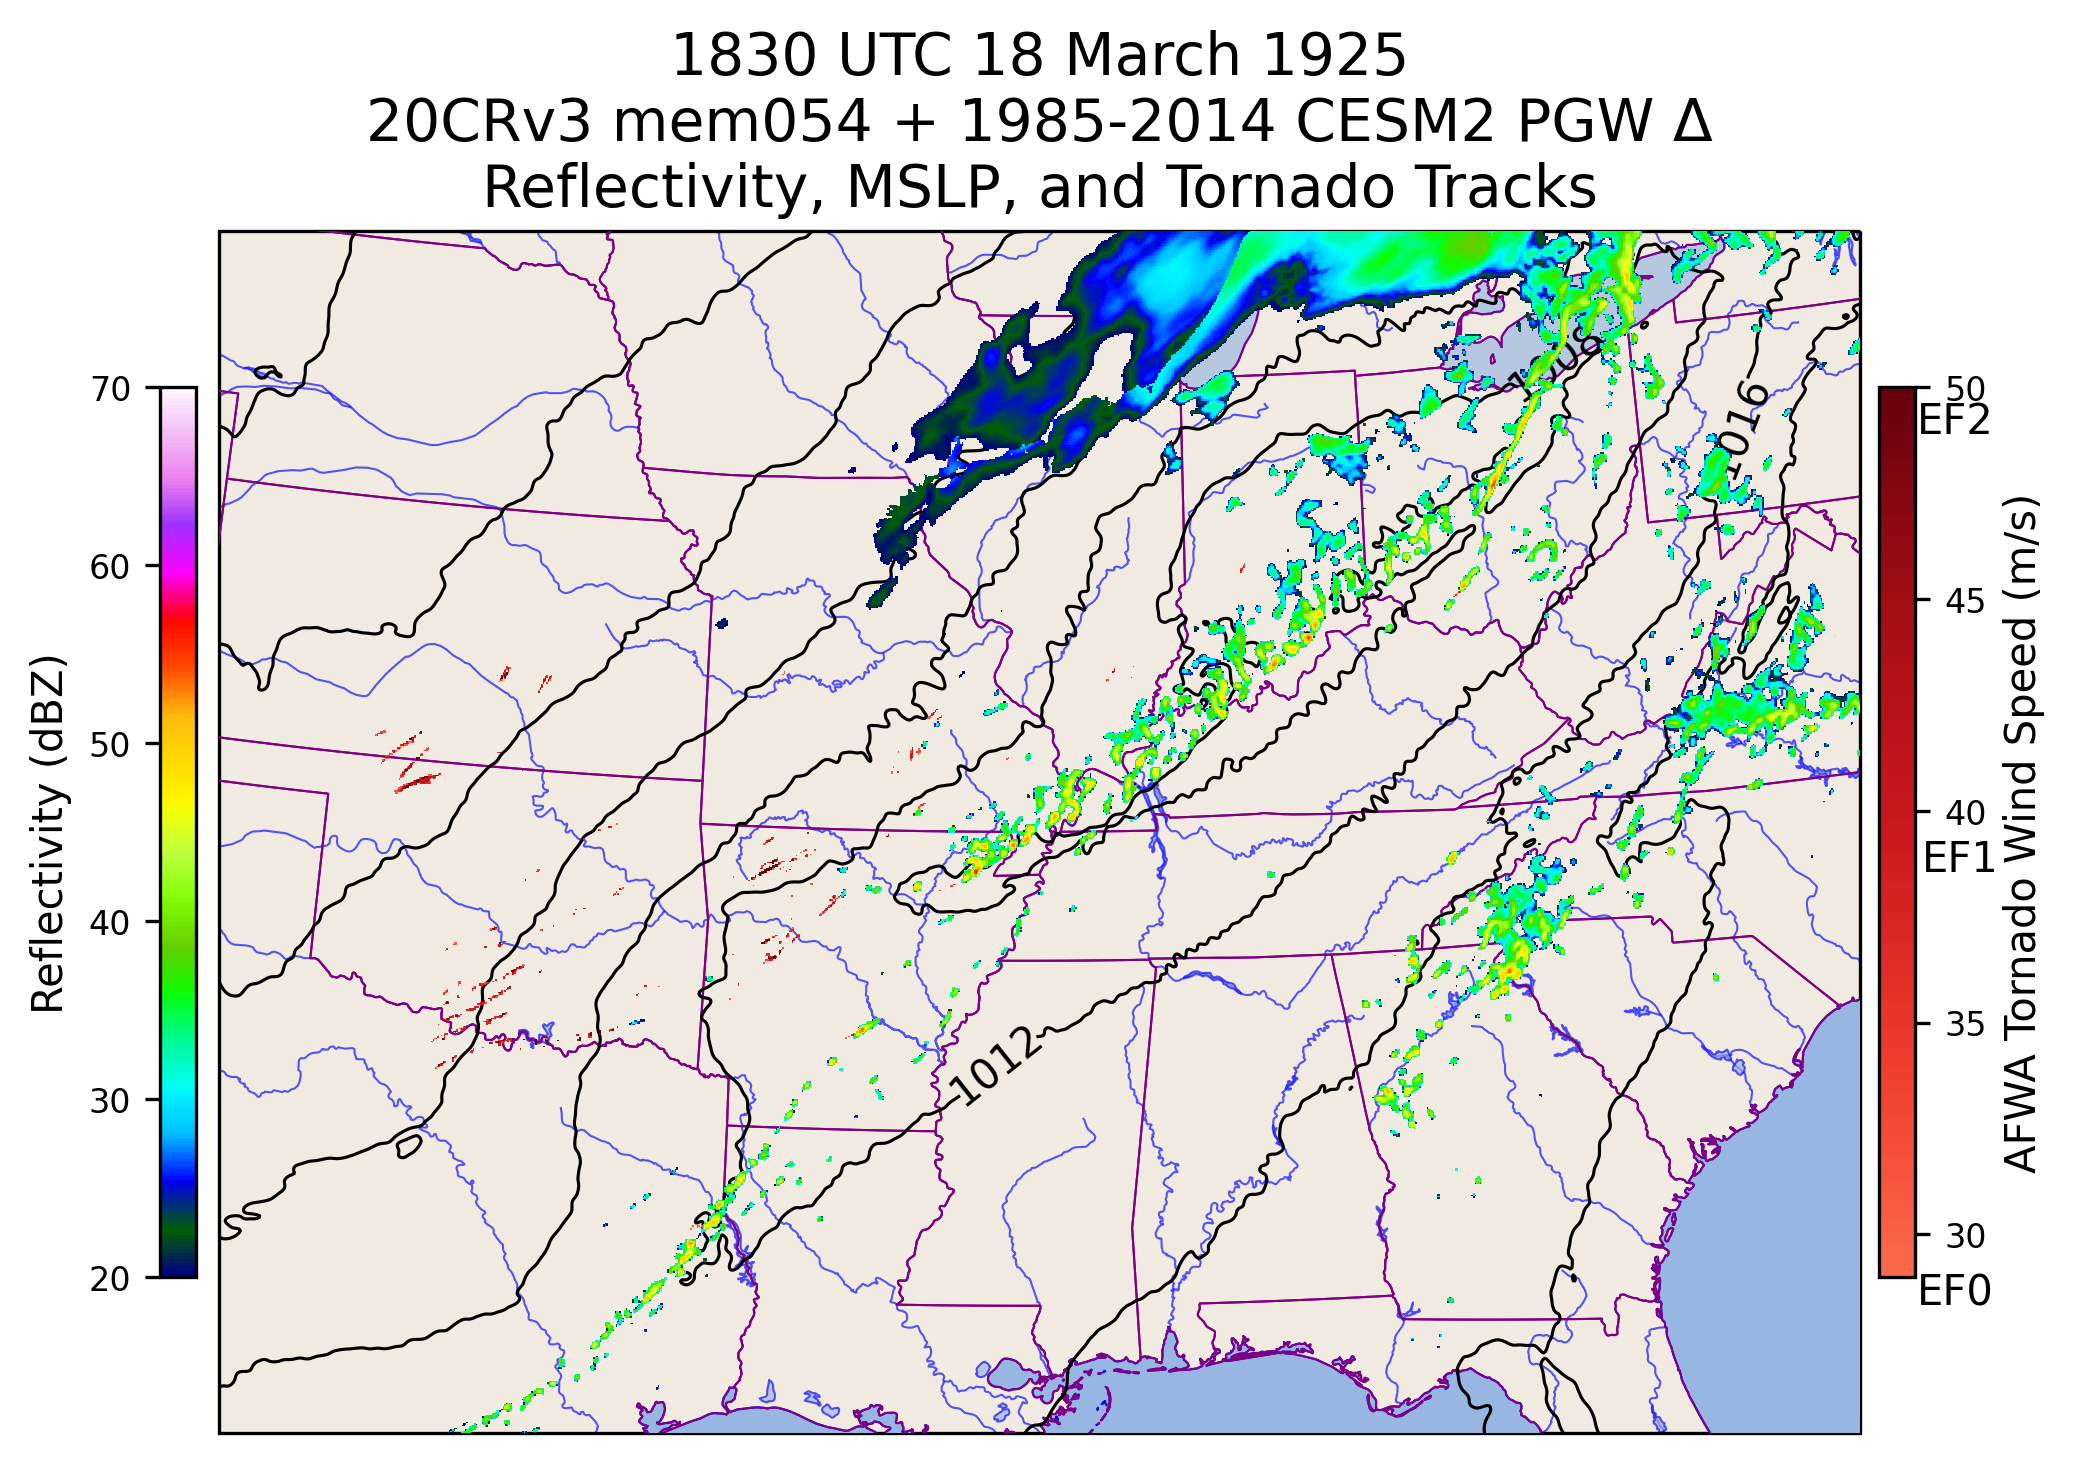 1830 UTC 18 March 1925
20CRv3 mem054 + 1985-2014 CESM2 PGW Δ
Reflectivity, MSLP, and Tornado Tracks
Reflectivity (dBZ)
70
60
50
40
30
20
1008
1016
1012
50
EF2
45
40
EF1
35
30
EF0
AFWA Tornado Wind Speed (m/s)